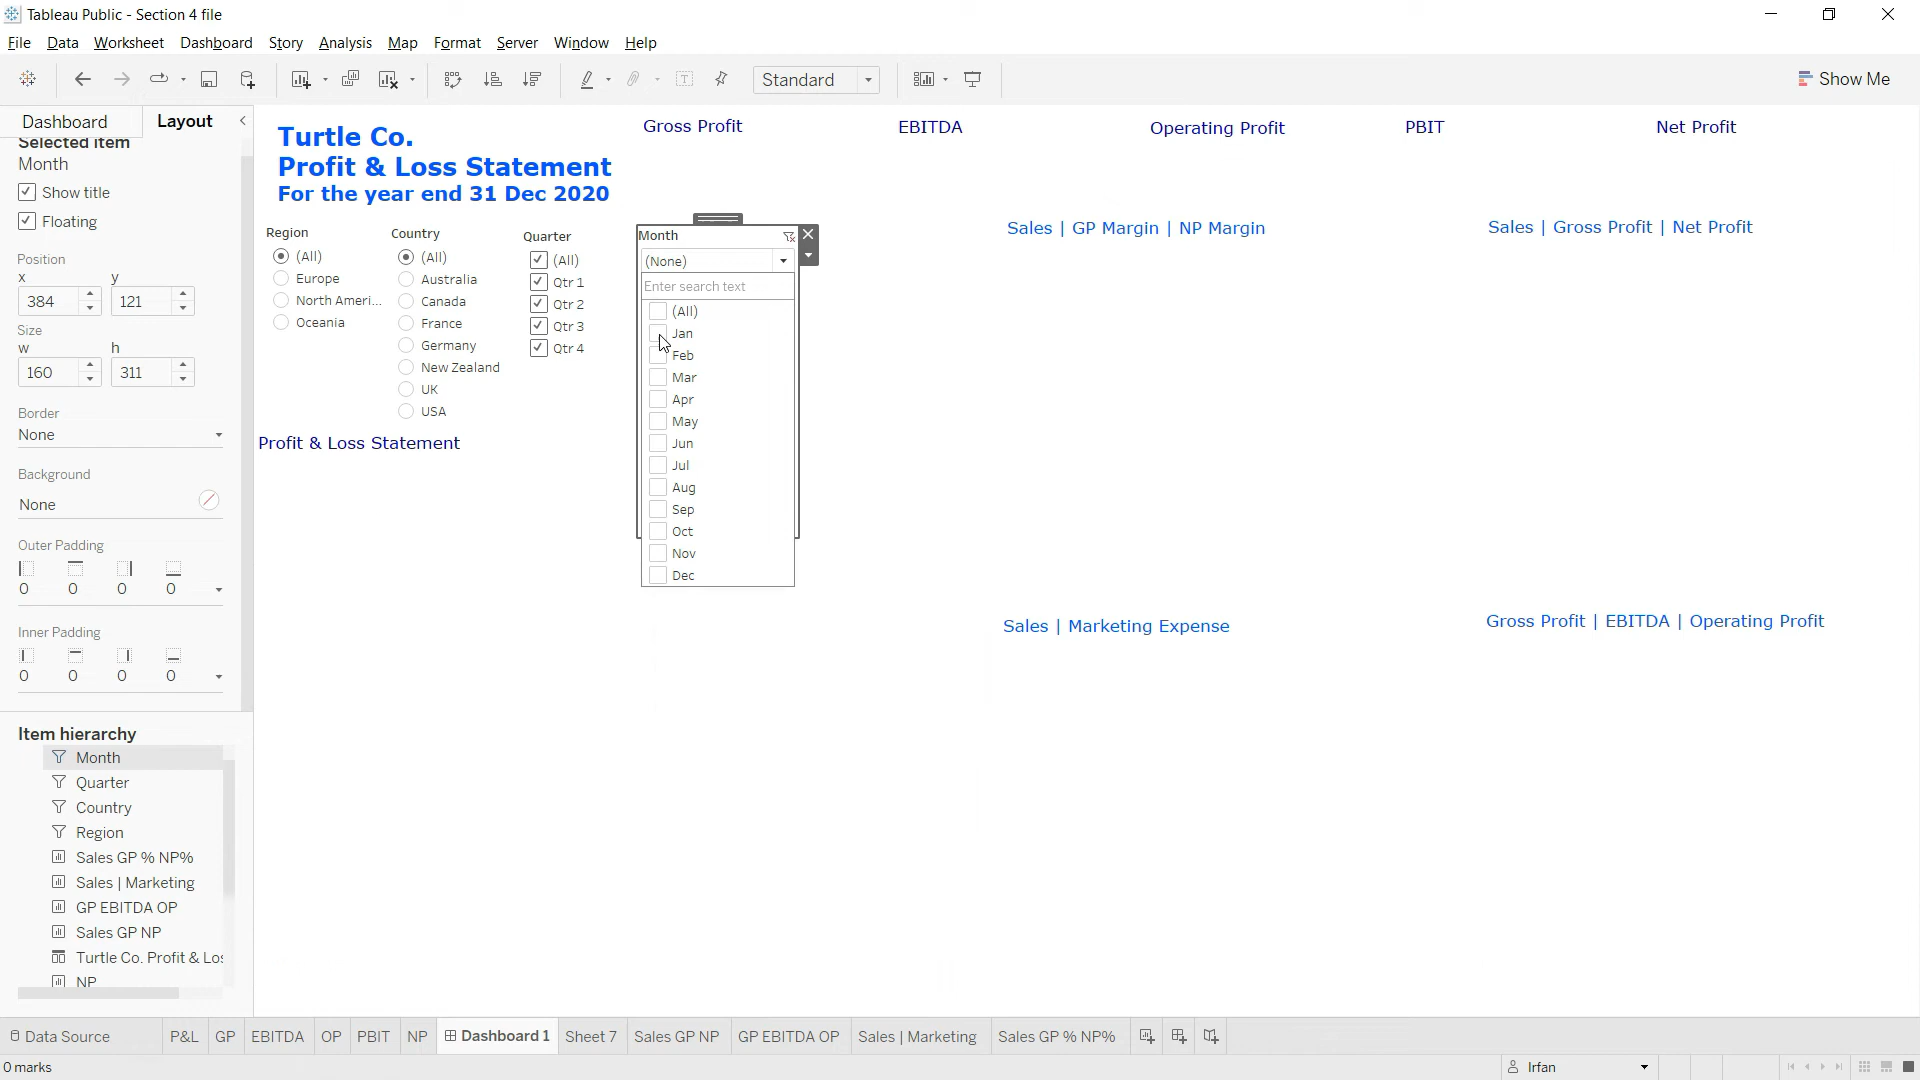 Tableau Public - Section 4 file
File Data Worksheet Dashboard Story Analysis Map Format Server Window Help
Standard
Show Me
Dashboard Layout
Selected item
Month
Show title
Floating
Position
x y
384 121
Size
w h
160 311
Border
None
Background
None
Outer Padding
0 0 0 0
Inner Padding
0 0 0 0
Item hierarchy
Month
Quarter
Country
Region
Sales GP % NP%
Sales | Marketing
GP EBITDA OP
Sales GP NP
Turtle Co. Profit & Los
NP
Turtle Co.
Profit & Loss Statement
For the year end 31 Dec 2020
Gross Profit
EBITDA
Operating Profit
PBIT
Net Profit
Region
(All)
Europe
North Ameri...
Oceania
Country
(All)
Australia
Canada
France
Germany
New Zealand
UK
USA
Quarter
(All)
Qtr 1
Qtr 2
Qtr 3
Qtr 4
Month
(None)
Enter search text
(All)
Jan
Feb
Mar
Apr
May
Jun
Jul
Aug
Sep
Oct
Nov
Dec
Sales | GP Margin | NP Margin
Sales | Gross Profit | Net Profit
Profit & Loss Statement
Sales | Marketing Expense
Gross Profit | EBITDA | Operating Profit
Data Source P&L GP EBITDA OP PBIT NP Dashboard 1 Sheet 7 Sales GP NP GP EBITDA OP Sales | Marketing Sales GP % NP%
0 marks
Irfan